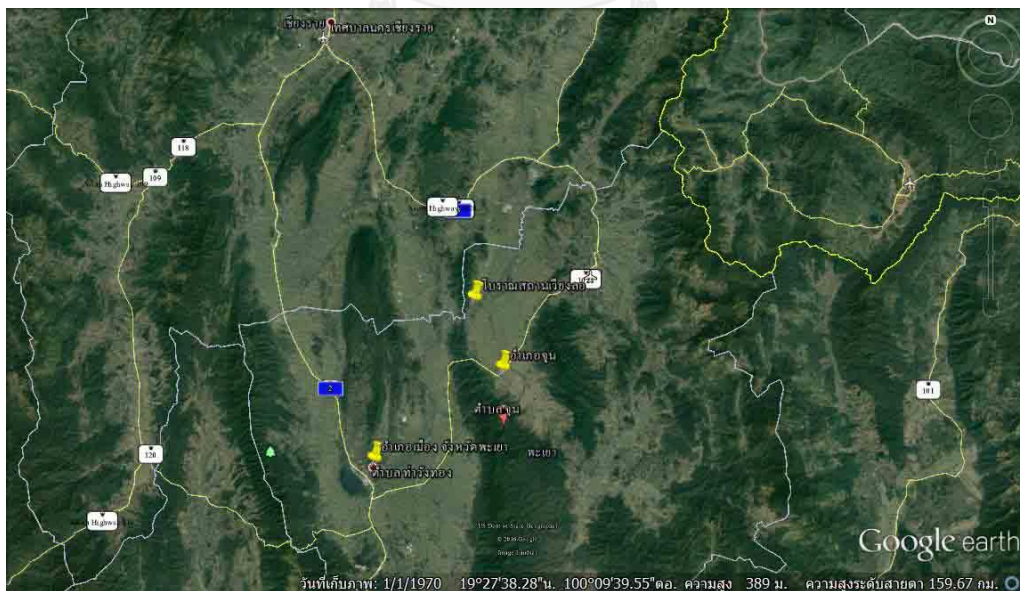 เชียงราย
เทศบาลนครเชียงราย
N
118
109
Highway
โบราณสถานเวียงลอ
อำเภอจุน
2
ตำบล จุน
อำเภอเมือง จังหวัดพะเยา
พะเยา
ตำบล ท่าวังทอง
101
120
Google earth
วันที่เก็บภาพ: 1/1/1970 19°27'38.28"น. 100°09'39.55"ตอ. ความสูง 389 ม. ความสูงระดับสายตา 159.67 กม.